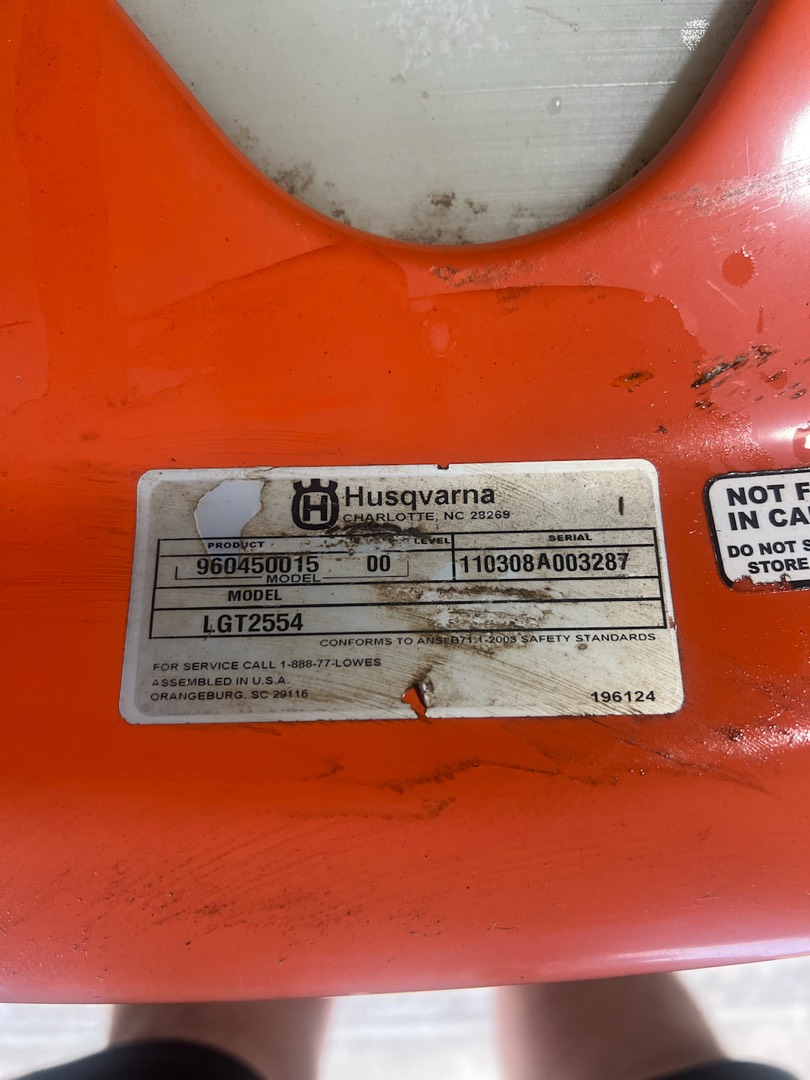 Husqvarna
CHARLOTTE, NC 28269
PRODUCT LEVEL SERIAL
960450015 00 110308A003287
MODEL
MODEL
LGT2554
CONFORMS TO ANSI B71.1-2003 SAFETY STANDARDS
FOR SERVICE CALL 1-888-77-LOWES
ASSEMBLED IN U.S.A.
ORANGEBURG, SC 29116
196124
NOT F
IN CA
DO NOT S
STORE